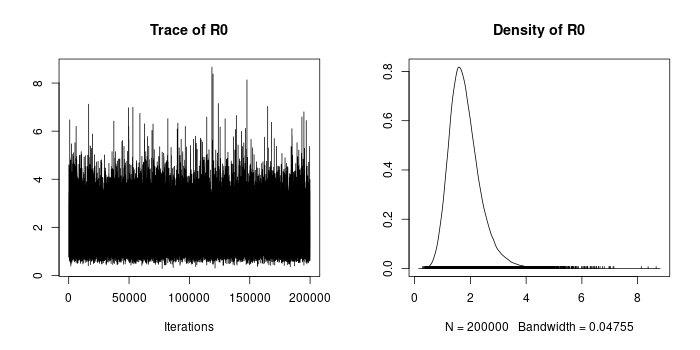 Trace of R0
8
6
4
2
0
0 50000 100000 150000 200000
Iterations
Density of R0
0.8
0.6
0.4
0.2
0.0
0 2 4 6 8
N = 200000 Bandwidth = 0.04755